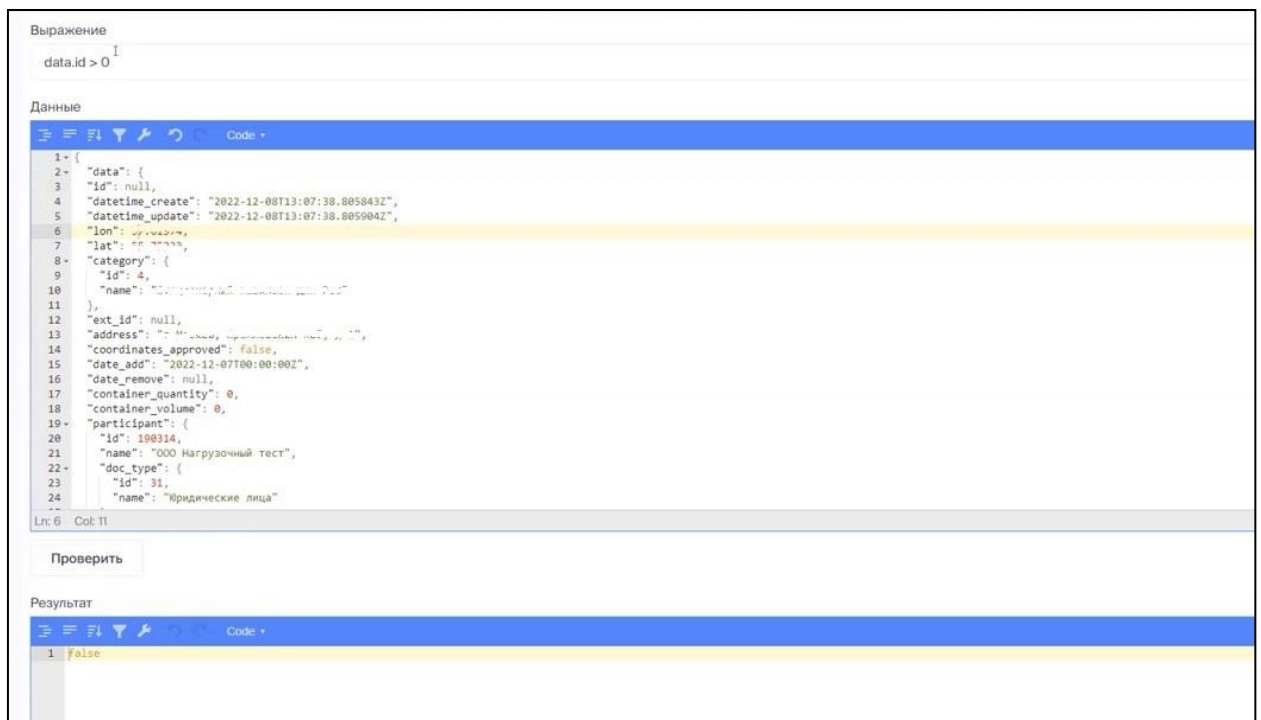 Выражение
data.id > 0
Данные
Code
1 {
2 "data": {
3 "id": null,
4 "datetime_create": "2022-12-08T13:07:38.805843Z",
5 "datetime_update": "2022-12-08T13:07:38.805904Z",
6 "lon":
7 "lat":
8 "category": {
9 "id": 4,
10 "name": "
11 },
12 "ext_id": null,
13 "address": "
14 "coordinates_approved": false,
15 "date_add": "2022-12-07T00:00:00Z",
16 "date_remove": null,
17 "container_quantity": 0,
18 "container_volume": 0,
19 "participant": {
20 "id": 190314,
21 "name": "ООО Нагрузочный тест",
22 "doc_type": {
23 "id": 31,
24 "name": "Юридические лица"
Ln: 6 Col: 11
Проверить
Результат
Code
1 false